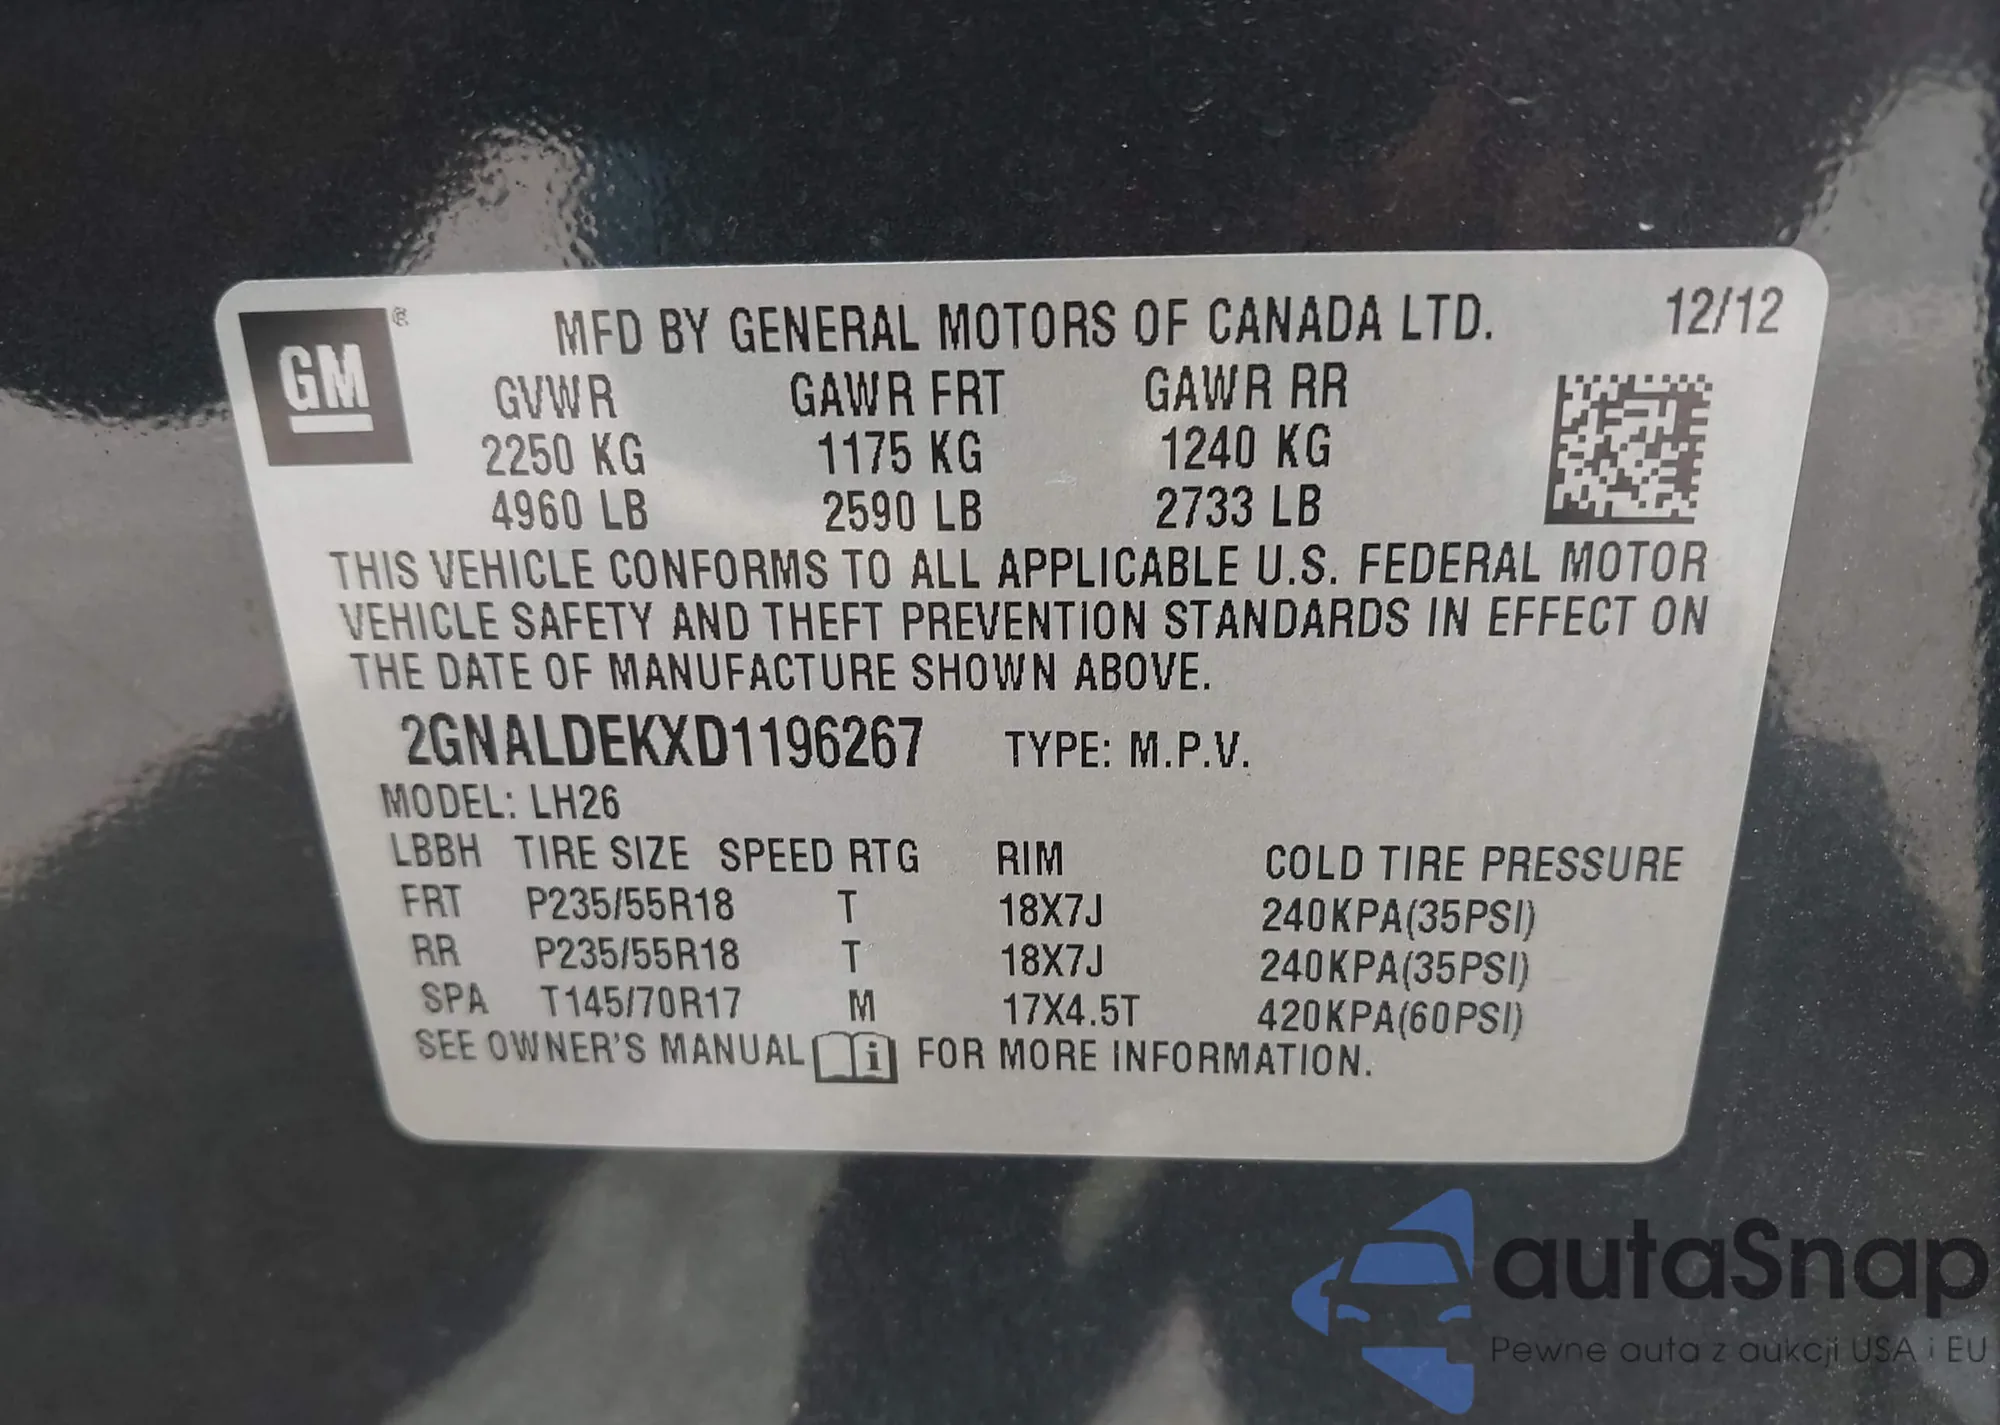 GM ®
MFD BY GENERAL MOTORS OF CANADA LTD. 12/12
GVWR GAWR FRT GAWR RR
2250 KG 1175 KG 1240 KG
4960 LB 2590 LB 2733 LB
THIS VEHICLE CONFORMS TO ALL APPLICABLE U.S. FEDERAL MOTOR
VEHICLE SAFETY AND THEFT PREVENTION STANDARDS IN EFFECT ON
THE DATE OF MANUFACTURE SHOWN ABOVE.
2GNALDEKXD1196267 TYPE: M.P.V.
MODEL: LH26
LBBH TIRE SIZE SPEED RTG RIM COLD TIRE PRESSURE
FRT P235/55R18 T 18X7J 240KPA(35PSI)
RR P235/55R18 T 18X7J 240KPA(35PSI)
SPA T145/70R17 M 17X4.5T 420KPA(60PSI)
SEE OWNER'S MANUAL i FOR MORE INFORMATION.
autaSnap
Pewne auta z aukcji USA i EU